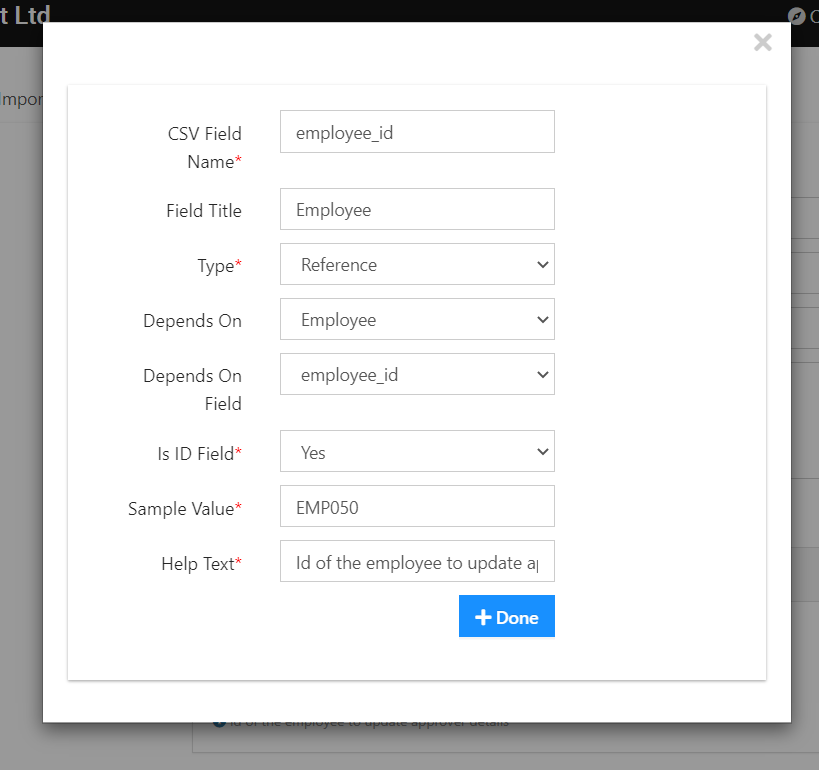 t Ltd
Impor
CSV Field
Name*
employee_id
Field Title
Employee
Type*
Reference
Depends On
Employee
Depends On
Field
employee_id
Is ID Field*
Yes
Sample Value*
EMP050
Help Text*
Id of the employee to update a
Done
Id of the employee to update approver details